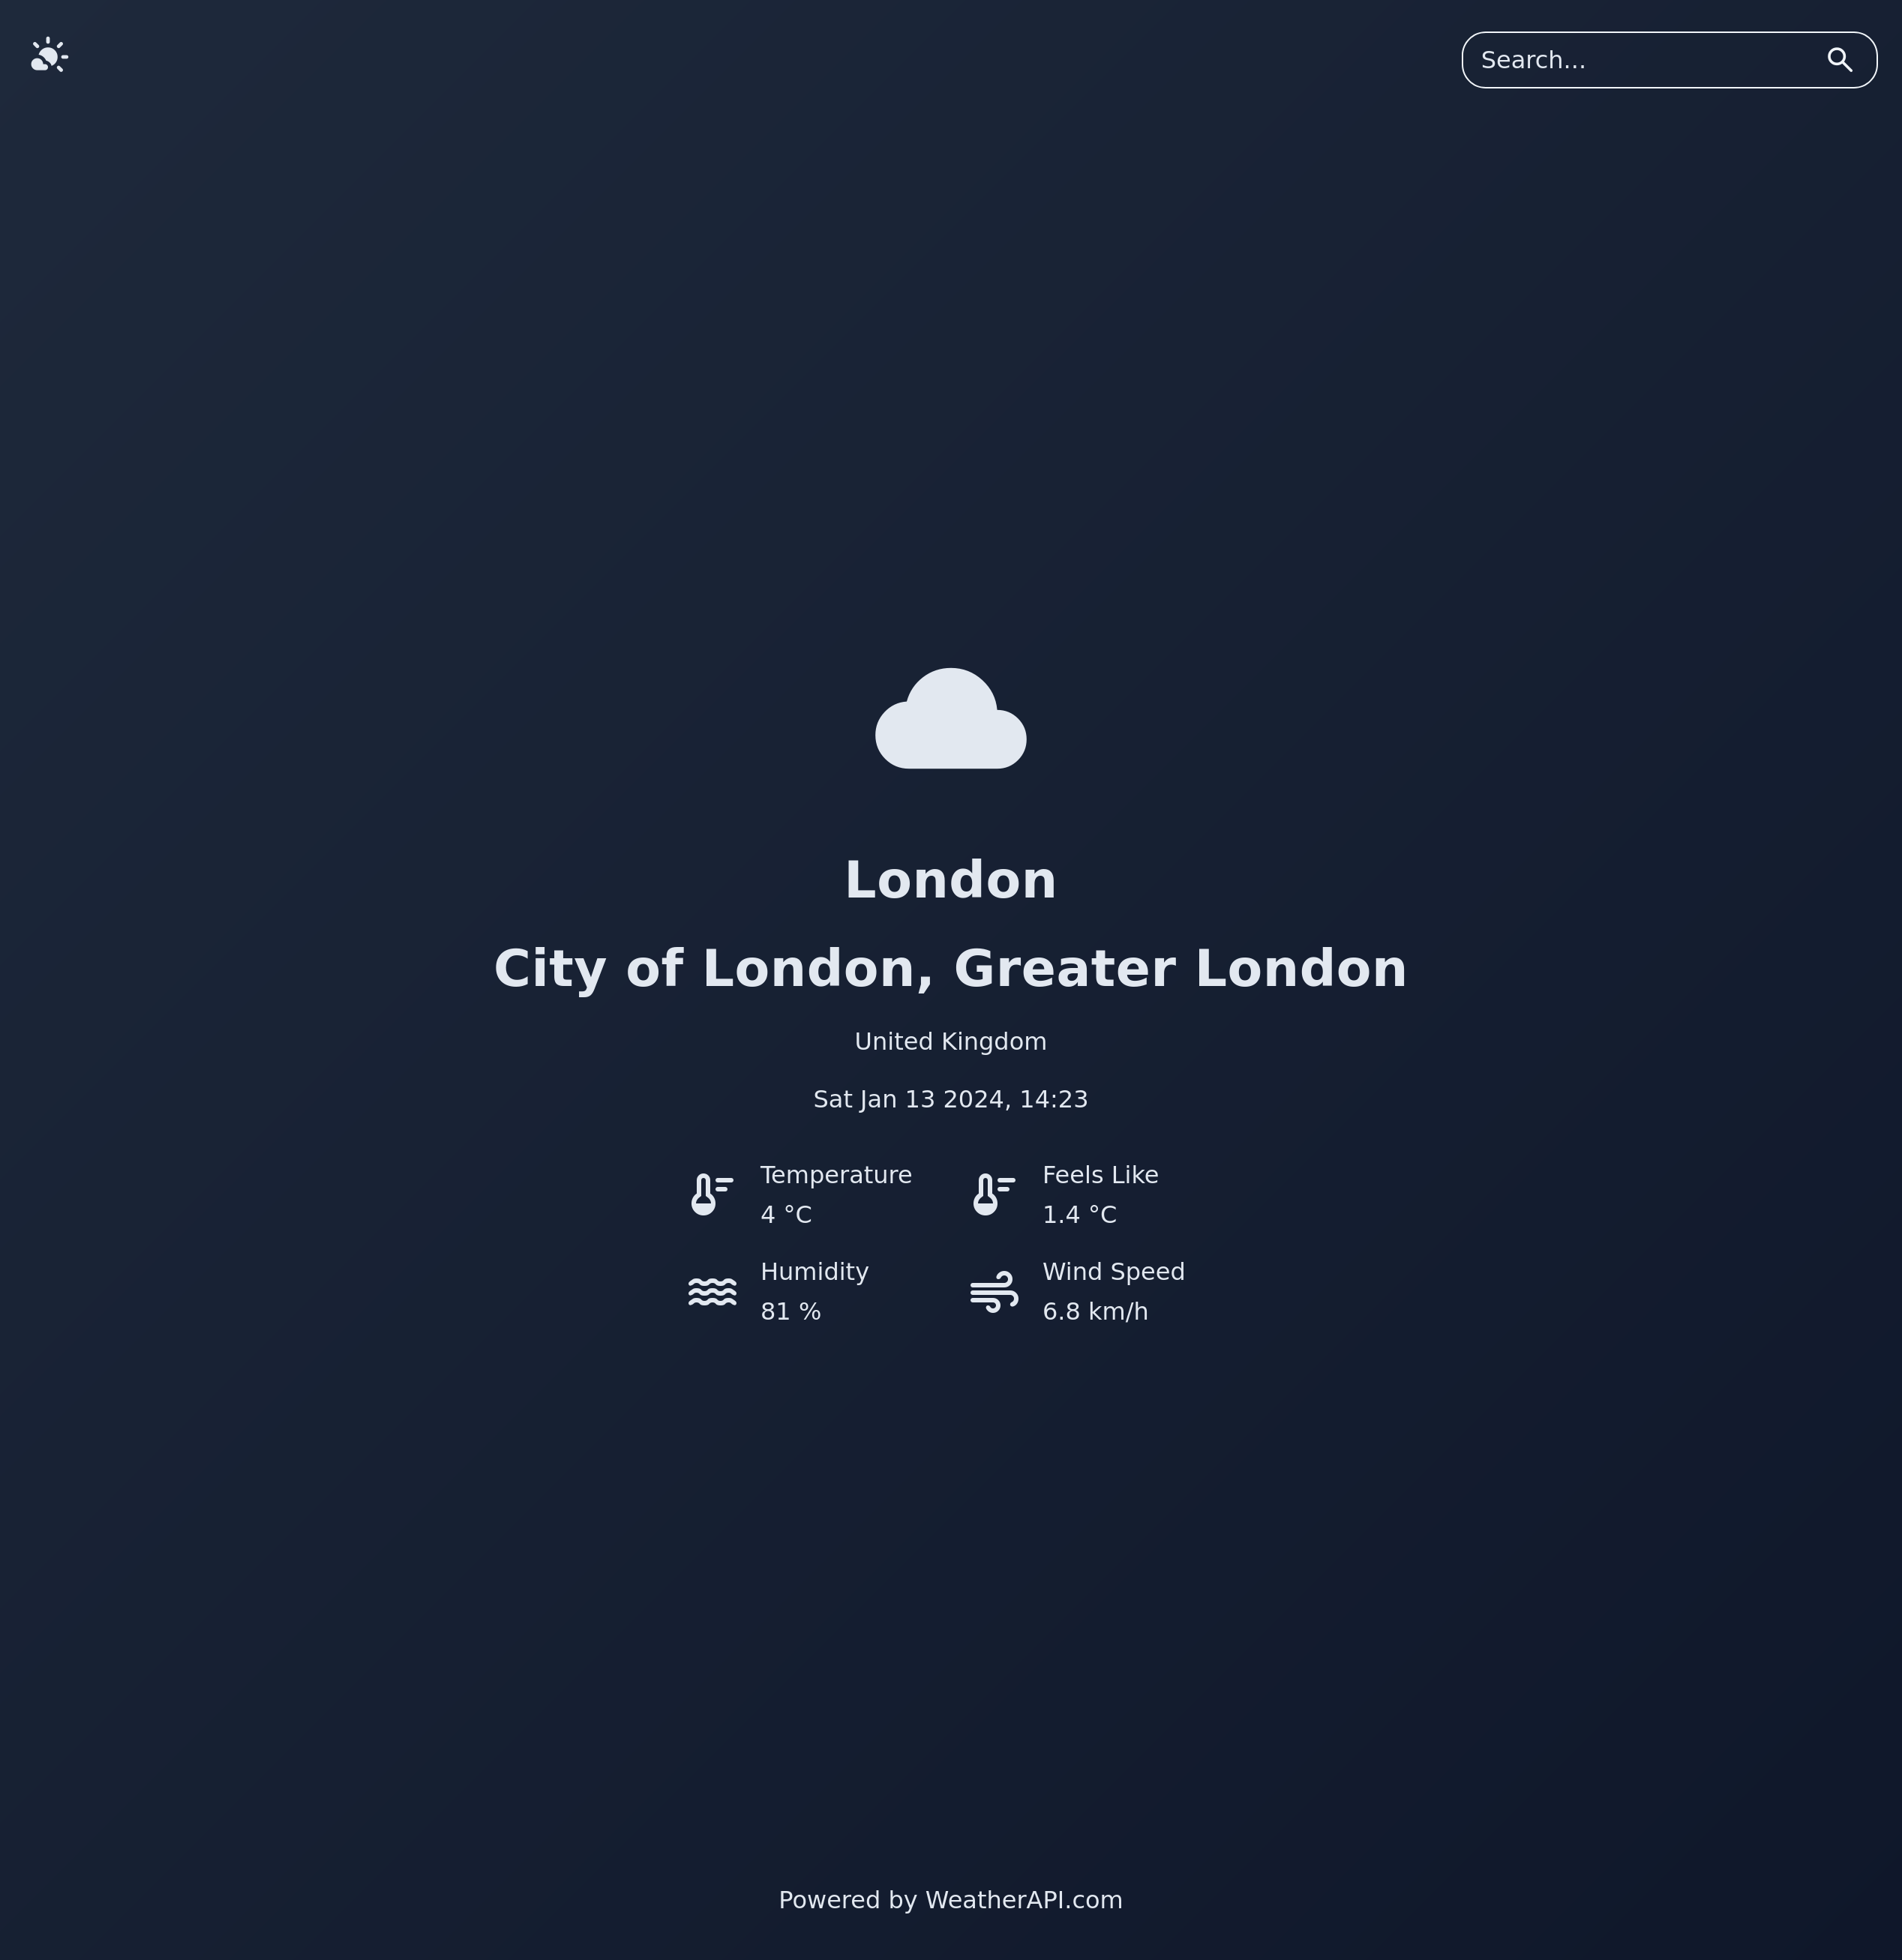 Search...
London
City of London, Greater London
United Kingdom
Sat Jan 13 2024, 14:23
Temperature
4 °C
Feels Like
1.4 °C
Humidity
81 %
Wind Speed
6.8 km/h
Powered by WeatherAPI.com